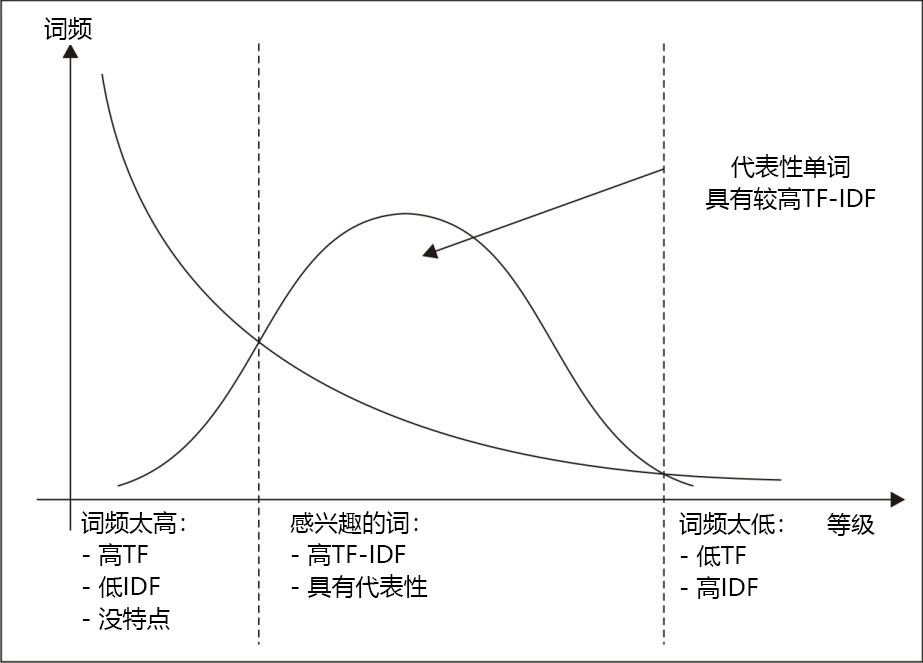 词频
代表性单词
具有较高TF-IDF
词频太高：
- 高TF
- 低IDF
- 没特点
感兴趣的词：
- 高TF-IDF
- 具有代表性
词频太低：
- 低TF
- 高IDF
等级